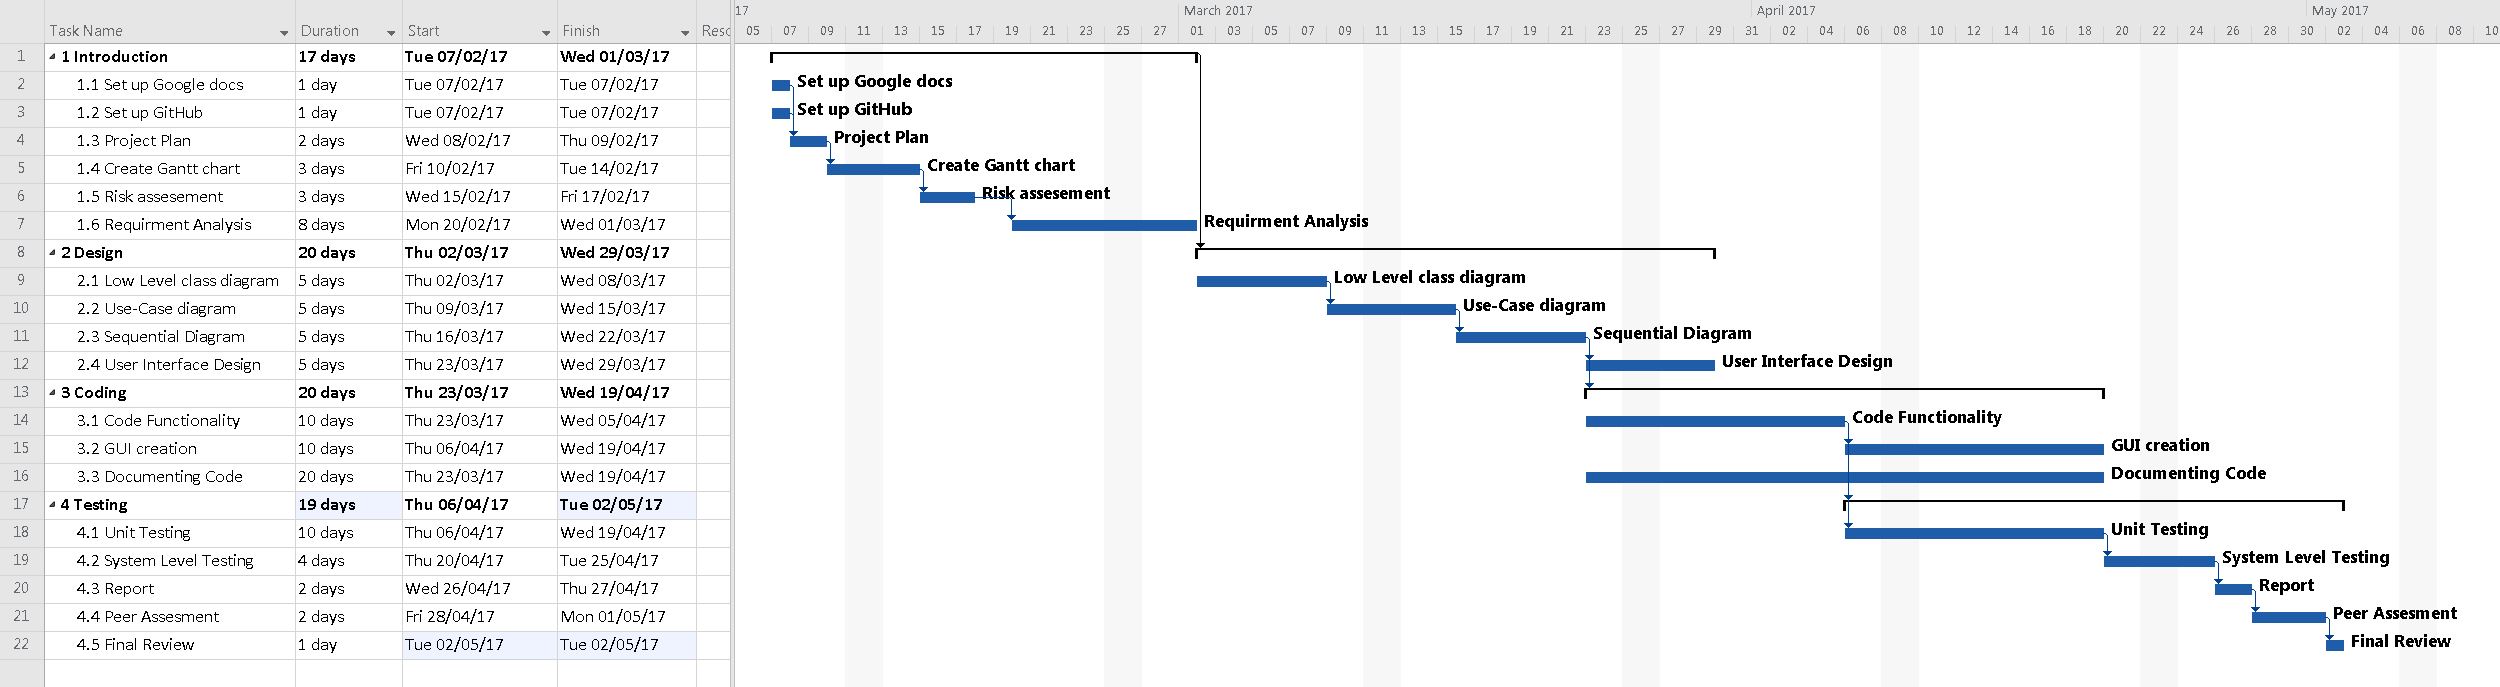 17 March 2017 April 2017 May 2017
Task Name Duration Start Finish Resc 05 07 09 11 13 15 17 19 21 23 25 27 01 03 05 07 09 11 13 15 17 19 21 23 25 27 29 31 02 04 06 08 10 12 14 16 18 20 22 24 26 28 30 02 04 06 08 10
1 1 Introduction 17 days Tue 07/02/17 Wed 01/03/17
2 1.1 Set up Google docs 1 day Tue 07/02/17 Tue 07/02/17 Set up Google docs
3 1.2 Set up GitHub 1 day Tue 07/02/17 Tue 07/02/17 Set up GitHub
4 1.3 Project Plan 2 days Wed 08/02/17 Thu 09/02/17 Project Plan
5 1.4 Create Gantt chart 3 days Fri 10/02/17 Tue 14/02/17 Create Gantt chart
6 1.5 Risk assesement 3 days Wed 15/02/17 Fri 17/02/17 Risk assesement
7 1.6 Requirment Analysis 8 days Mon 20/02/17 Wed 01/03/17 Requirment Analysis
8 2 Design 20 days Thu 02/03/17 Wed 29/03/17
9 2.1 Low Level class diagram 5 days Thu 02/03/17 Wed 08/03/17 Low Level class diagram
10 2.2 Use-Case diagram 5 days Thu 09/03/17 Wed 15/03/17 Use-Case diagram
11 2.3 Sequential Diagram 5 days Thu 16/03/17 Wed 22/03/17 Sequential Diagram
12 2.4 User Interface Design 5 days Thu 23/03/17 Wed 29/03/17 User Interface Design
13 3 Coding 20 days Thu 23/03/17 Wed 19/04/17
14 3.1 Code Functionality 10 days Thu 23/03/17 Wed 05/04/17 Code Functionality
15 3.2 GUI creation 10 days Thu 06/04/17 Wed 19/04/17 GUI creation
16 3.3 Documenting Code 20 days Thu 23/03/17 Wed 19/04/17 Documenting Code
17 4 Testing 19 days Thu 06/04/17 Tue 02/05/17
18 4.1 Unit Testing 10 days Thu 06/04/17 Wed 19/04/17 Unit Testing
19 4.2 System Level Testing 4 days Thu 20/04/17 Tue 25/04/17 System Level Testing
20 4.3 Report 2 days Wed 26/04/17 Thu 27/04/17 Report
21 4.4 Peer Assesment 2 days Fri 28/04/17 Mon 01/05/17 Peer Assesment
22 4.5 Final Review 1 day Tue 02/05/17 Tue 02/05/17 Final Review